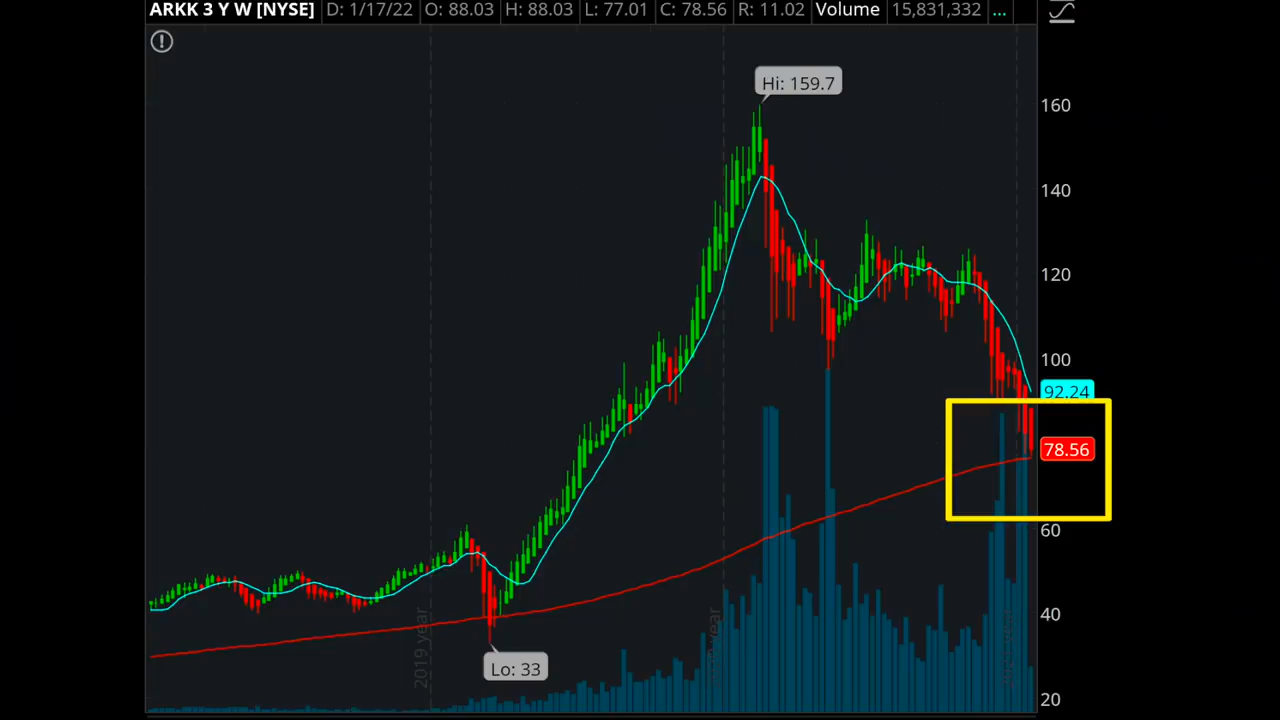 ARKK 3 Y W [NYSE] D: 1/17/22 O: 88.03 H: 88.03 L: 77.01 C: 78.56 R: 11.02 Volume 15,831,332 ...
Hi: 159.7
160
140
120
100
92.24
78.56
60
40
2019 year
year
Lo: 33
20